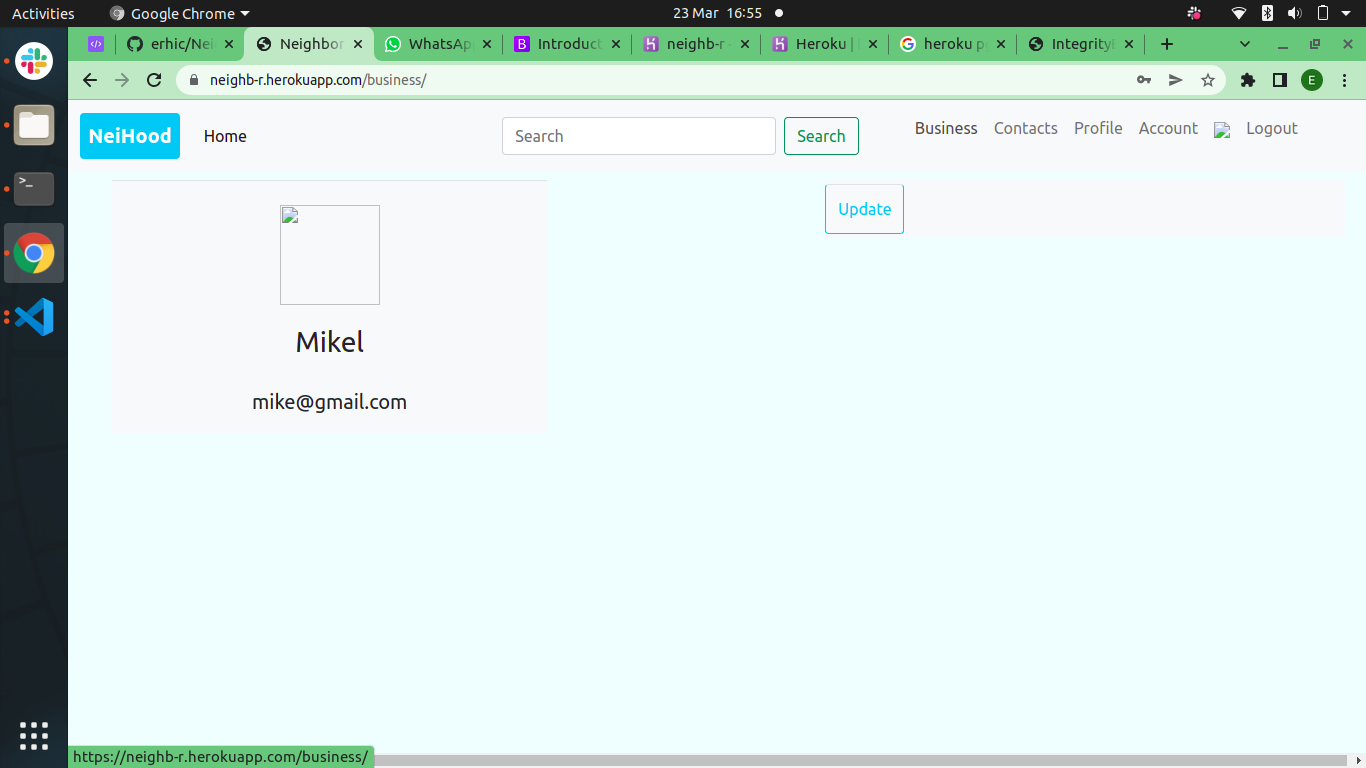 Activities
Google Chrome
23 Mar 16:55
erhic/Nei
Neighbor
WhatsAp
Introduct
neighb-r
Heroku |
heroku p
IntegrityE
neighb-r.herokuapp.com/business/
E
NeiHood
Home
Search
Search
Business
Contacts
Profile
Account
Logout
Update
Mikel
mike@gmail.com
https://neighb-r.herokuapp.com/business/